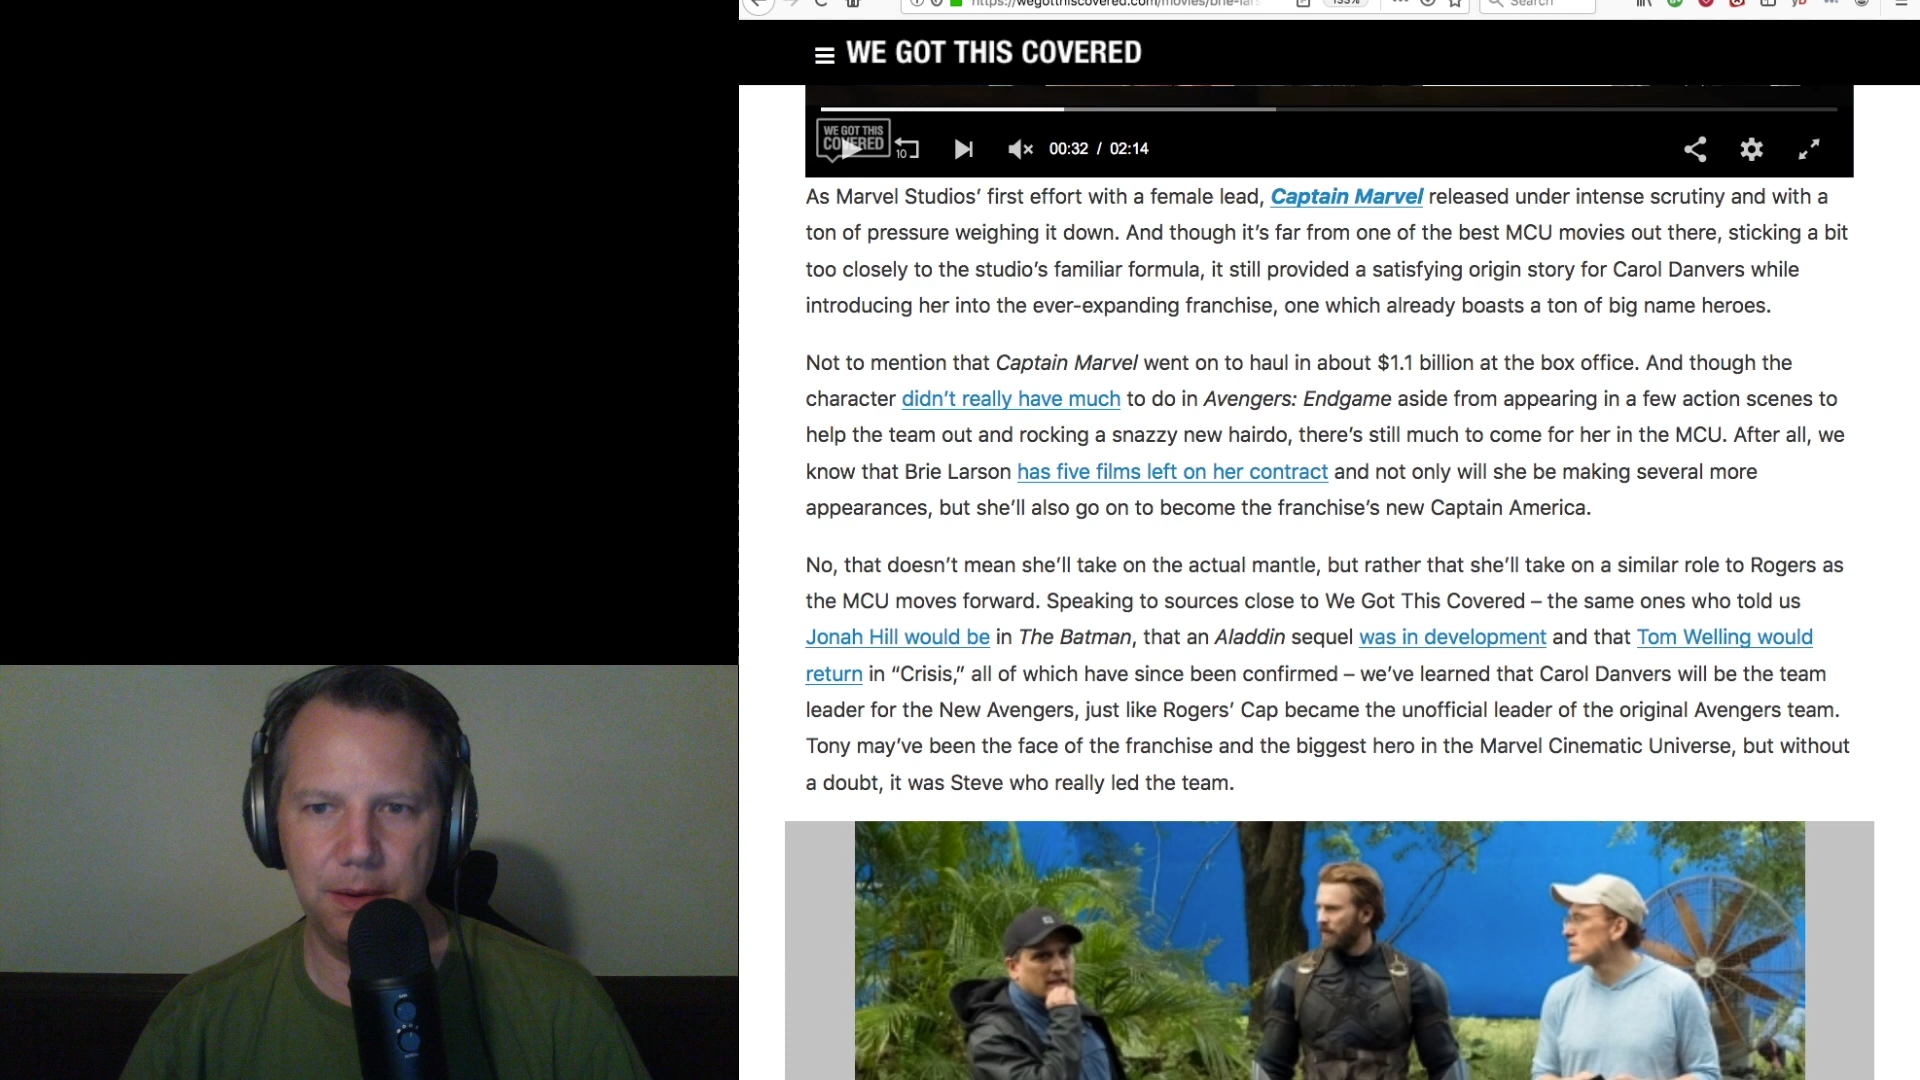 https://wegotthiscovered.com/movies/brie-lar
133%
Search
WE GOT THIS COVERED
WE GOT THIS
COVERED
10
00:32 / 02:14
As Marvel Studios’ first effort with a female lead, Captain Marvel released under intense scrutiny and with a
ton of pressure weighing it down. And though it’s far from one of the best MCU movies out there, sticking a bit
too closely to the studio’s familiar formula, it still provided a satisfying origin story for Carol Danvers while
introducing her into the ever-expanding franchise, one which already boasts a ton of big name heroes.
Not to mention that Captain Marvel went on to haul in about $1.1 billion at the box office. And though the
character didn’t really have much to do in Avengers: Endgame aside from appearing in a few action scenes to
help the team out and rocking a snazzy new hairdo, there’s still much to come for her in the MCU. After all, we
know that Brie Larson has five films left on her contract and not only will she be making several more
appearances, but she’ll also go on to become the franchise’s new Captain America.
No, that doesn’t mean she’ll take on the actual mantle, but rather that she’ll take on a similar role to Rogers as
the MCU moves forward. Speaking to sources close to We Got This Covered – the same ones who told us
Jonah Hill would be in The Batman, that an Aladdin sequel was in development and that Tom Welling would
return in “Crisis,” all of which have since been confirmed – we’ve learned that Carol Danvers will be the team
leader for the New Avengers, just like Rogers’ Cap became the unofficial leader of the original Avengers team.
Tony may’ve been the face of the franchise and the biggest hero in the Marvel Cinematic Universe, but without
a doubt, it was Steve who really led the team.